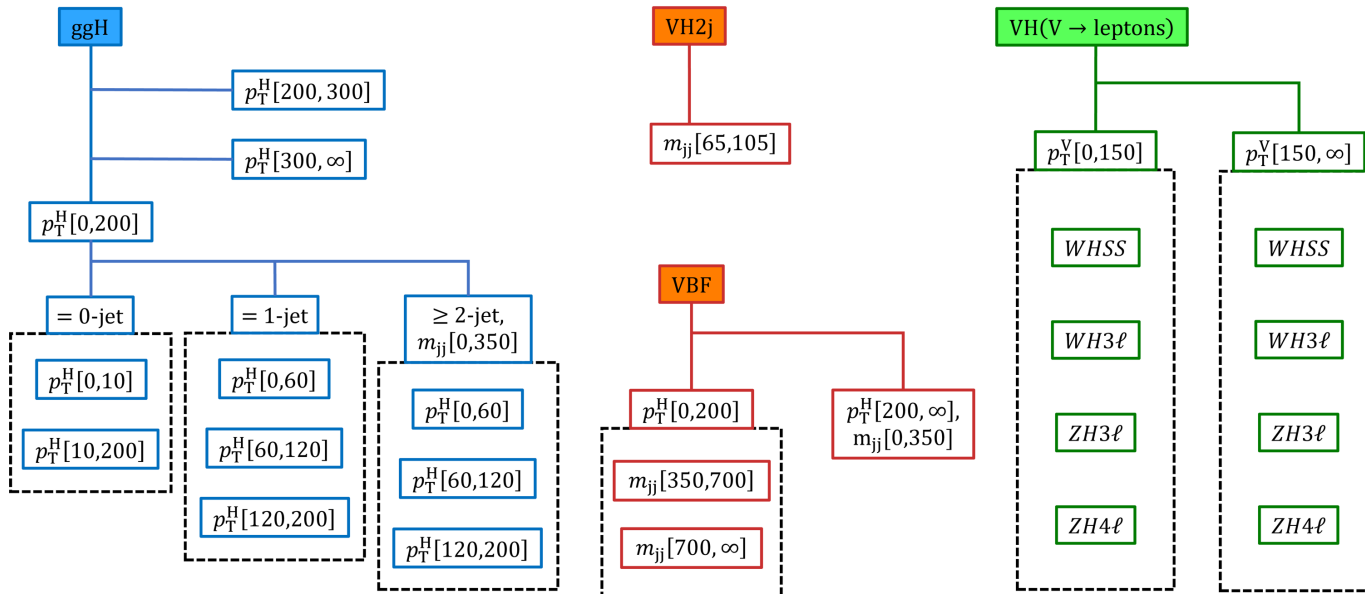 ggH
p_T^H[200, 300]
p_T^H[300, ∞]
p_T^H[0,200]
= 0-jet
p_T^H[0,10]
p_T^H[10,200]
= 1-jet
p_T^H[0,60]
p_T^H[60,120]
p_T^H[120,200]
≥ 2-jet,
m_jj[0,350]
p_T^H[0,60]
p_T^H[60,120]
p_T^H[120,200]
VH2j
m_jj[65,105]
VBF
p_T^H[0,200]
m_jj[350,700]
m_jj[700, ∞]
p_T^H[200, ∞],
m_jj[0,350]
VH(V → leptons)
p_T^V[0,150]
WHSS
WH3ℓ
ZH3ℓ
ZH4ℓ
p_T^V[150, ∞]
WHSS
WH3ℓ
ZH3ℓ
ZH4ℓ